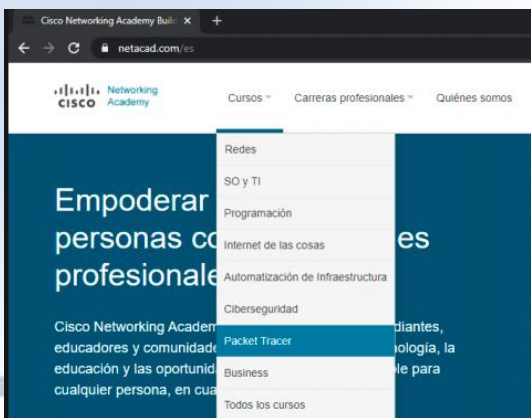 Cisco Networking Academy Buil
netacad.com/es
Networking
CISCO Academy
Cursos
Carreras profesionales
Quiénes somos
Redes
SO y TI
Programación
Internet de las cosas
Automatización de Infraestructura
Ciberseguridad
Packet Tracer
Business
Todos los cursos
Empoderar
personas co es
profesionale
Cisco Networking Academ diantes,
educadores y comunidade nología, la
educación y las oportunid le para
cualquier persona, en cua